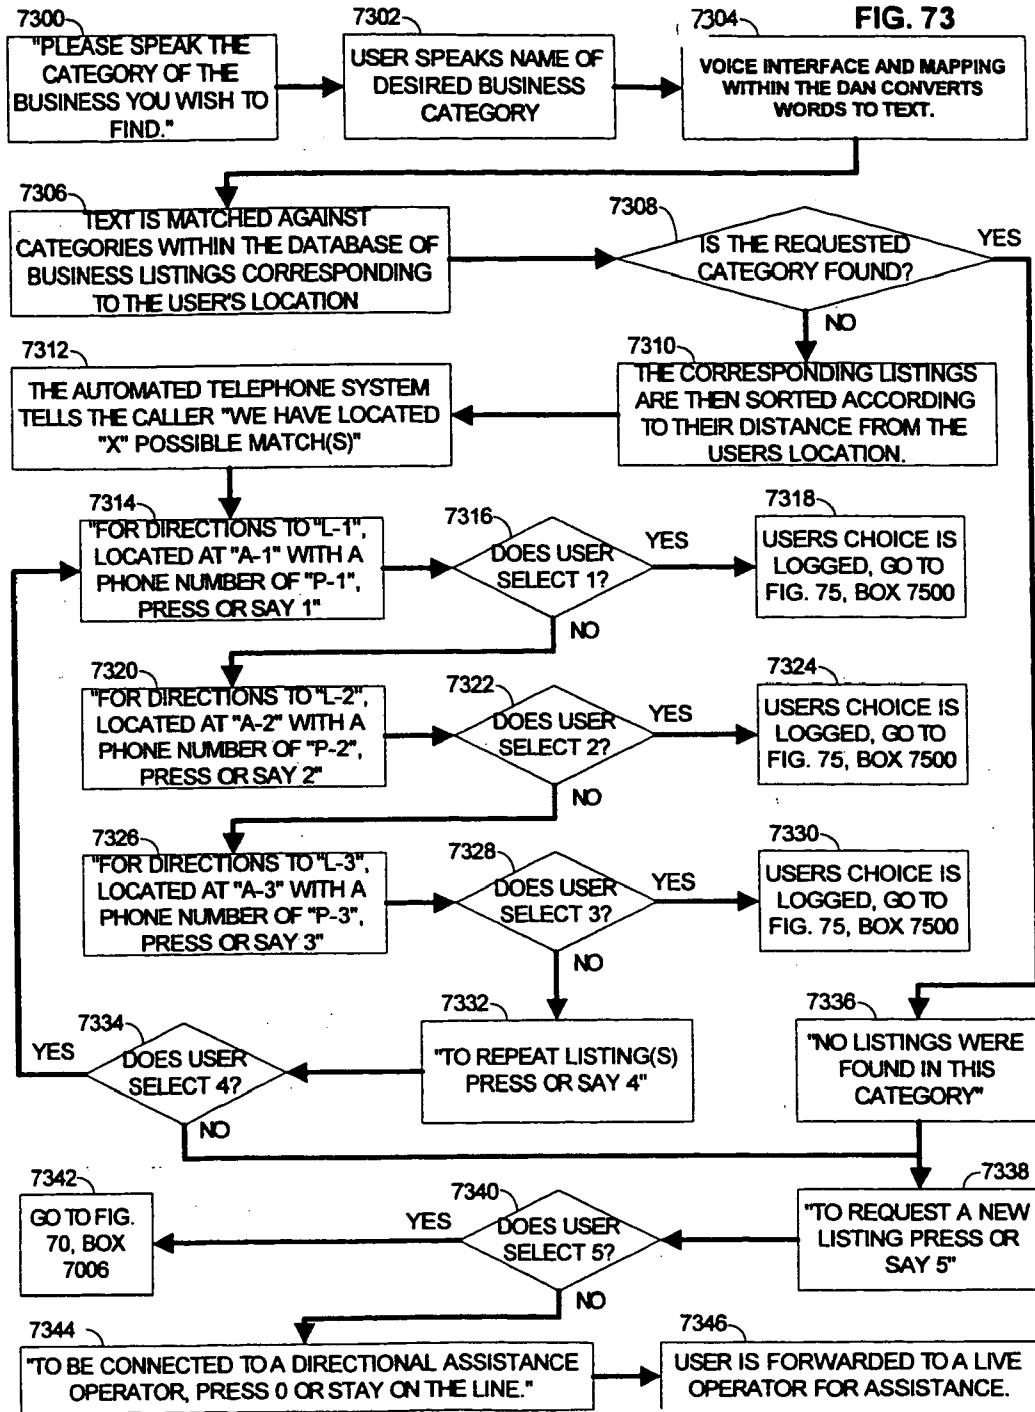 FIG. 73
7300
"PLEASE SPEAK THE
CATEGORY OF THE
BUSINESS YOU WISH TO
FIND."
7302
USER SPEAKS NAME OF
DESIRED BUSINESS
CATEGORY
7304
VOICE INTERFACE AND MAPPING
WITHIN THE DAN CONVERTS
WORDS TO TEXT.
7306
TEXT IS MATCHED AGAINST
CATEGORIES WITHIN THE DATABASE OF
BUSINESS LISTINGS CORRESPONDING
TO THE USER'S LOCATION
7308
IS THE REQUESTED
CATEGORY FOUND?
YES
NO
7310
THE CORRESPONDING LISTINGS
ARE THEN SORTED ACCORDING
TO THEIR DISTANCE FROM THE
USERS LOCATION.
7312
THE AUTOMATED TELEPHONE SYSTEM
TELLS THE CALLER "WE HAVE LOCATED
"X" POSSIBLE MATCH(S)"
7314
"FOR DIRECTIONS TO "L-1",
LOCATED AT "A-1" WITH A
PHONE NUMBER OF "P-1",
PRESS OR SAY 1"
7316
DOES USER
SELECT 1?
YES
NO
7318
USERS CHOICE IS
LOGGED, GO TO
FIG. 75, BOX 7500
7320
"FOR DIRECTIONS TO "L-2",
LOCATED AT "A-2" WITH A
PHONE NUMBER OF "P-2",
PRESS OR SAY 2"
7322
DOES USER
SELECT 2?
YES
NO
7324
USERS CHOICE IS
LOGGED, GO TO
FIG. 75, BOX 7500
7326
"FOR DIRECTIONS TO "L-3",
LOCATED AT "A-3" WITH A
PHONE NUMBER OF "P-3",
PRESS OR SAY 3"
7328
DOES USER
SELECT 3?
YES
NO
7330
USERS CHOICE IS
LOGGED, GO TO
FIG. 75, BOX 7500
7332
"TO REPEAT LISTING(S)
PRESS OR SAY 4"
7334
DOES USER
SELECT 4?
YES
NO
7336
"NO LISTINGS WERE
FOUND IN THIS
CATEGORY"
7338
"TO REQUEST A NEW
LISTING PRESS OR
SAY 5"
7340
DOES USER
SELECT 5?
YES
NO
7342
GO TO FIG.
70, BOX
7006
7344
"TO BE CONNECTED TO A DIRECTIONAL ASSISTANCE
OPERATOR, PRESS 0 OR STAY ON THE LINE."
7346
USER IS FORWARDED TO A LIVE
OPERATOR FOR ASSISTANCE.